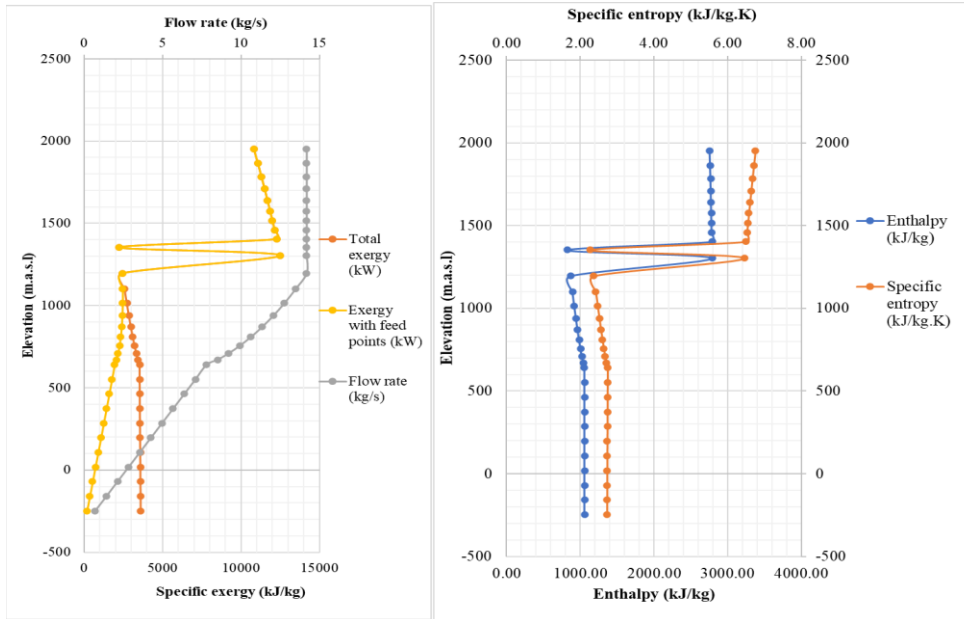 Flow rate (kg/s)
0 5 10 15
2500
2000
1500
1000
500
0
-500
Elevation (m.a.s.l)
0 5000 10000 15000
Specific exergy (kJ/kg)
Total
exergy
(kW)
Exergy
with feed
points (kW)
Flow rate
(kg/s)
Specific entropy (kJ/kg.K)
0.00 2.00 4.00 6.00 8.00
2500
2000
1500
1000
500
0
-500
Elevation (m.a.s.l)
2500
2000
1500
1000
500
0
-500
0.00 1000.00 2000.00 3000.00 4000.00
Enthalpy (kJ/kg)
Enthalpy
(kJ/kg)
Specific
entropy
(kJ/kg.K)